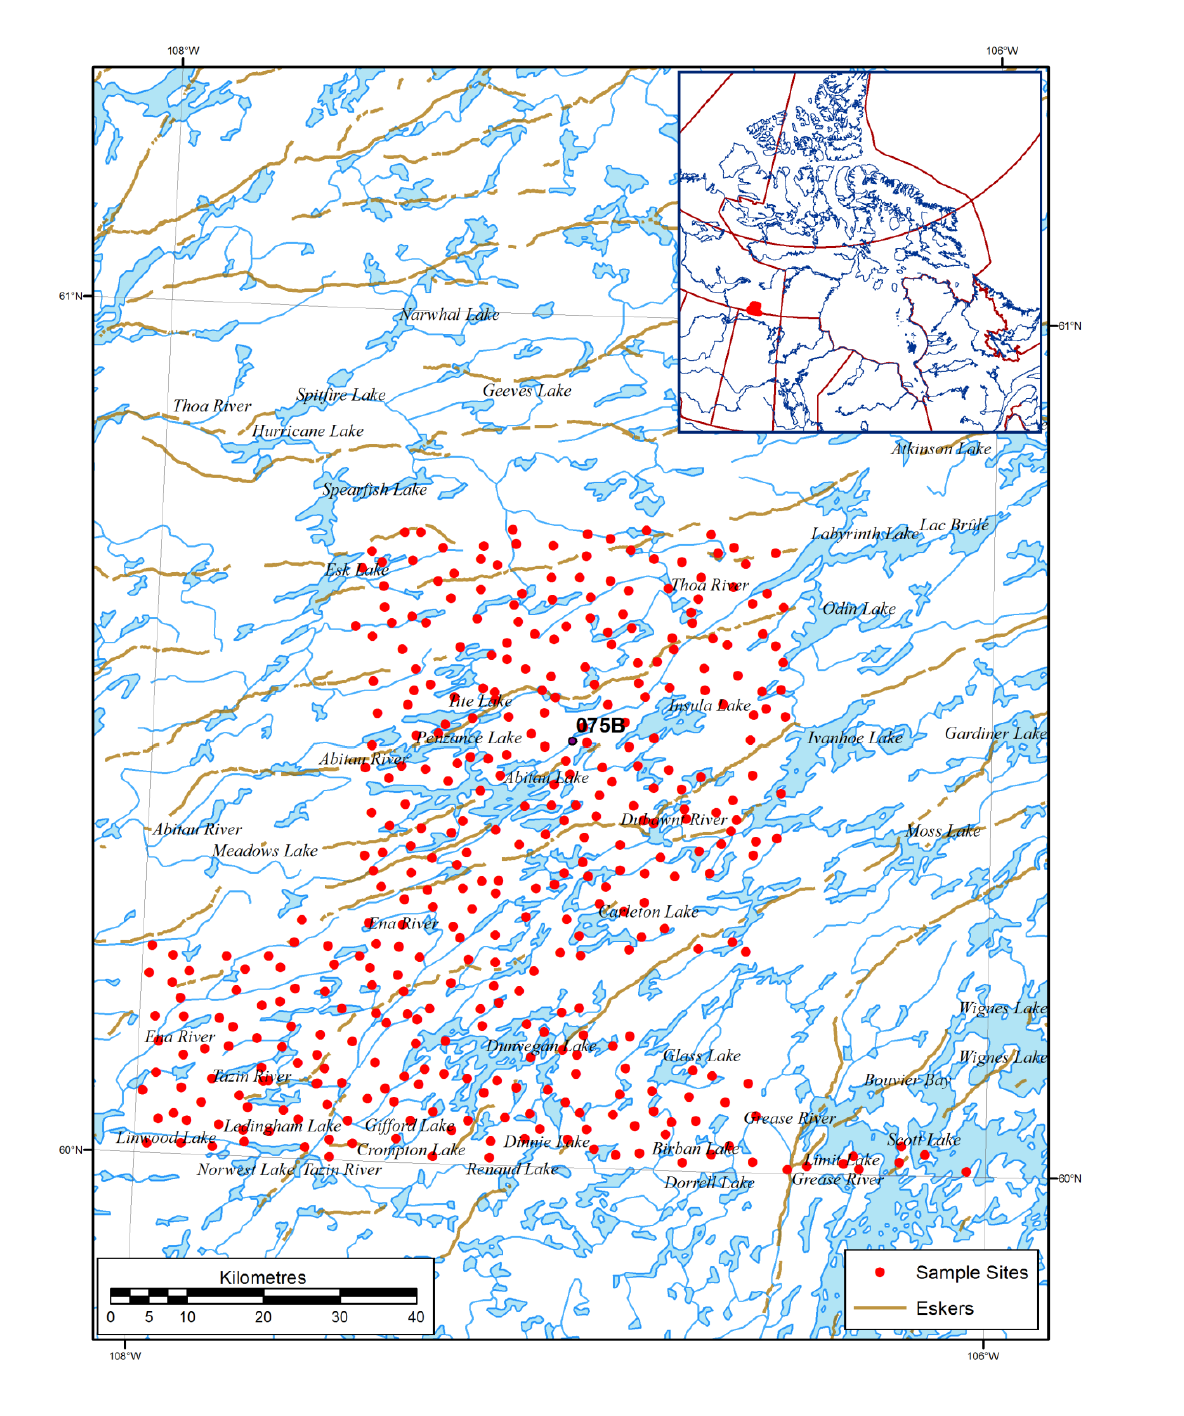 108°W
106°W
61°N
Narwhal Lake
61°N
Geeves Lake
Spitfire Lake
Thoa River
Hurricane Lake
Atkinson Lake
Spearfish Lake
Lac Brûlé
Labyrinth Lake
Esk Lake
Thoa River
Odin Lake
Tite Lake
Insula Lake
075B
Penzance Lake
Ivanhoe Lake
Gardiner Lake
Abitau River
Abitau Lake
Dubawnt River
Abitau River
Moss Lake
Meadows Lake
Carleton Lake
Ena River
Wignes Lake
Ena River
Dunvegan Lake
Glass Lake
Wignes Lake
Tazin River
Bouvier Bay
Grease River
Ledingham Lake
Gifford Lake
Linwood Lake
Dinnie Lake
Scott Lake
60°N
Crompton Lake
Birban Lake
Limit Lake
Norwest Lake
Tazin River
Renaud Lake
Dorrell Lake
Grease River
60°N
Kilometres
0 5 10 20 30 40
Sample Sites
Eskers
108°W
106°W